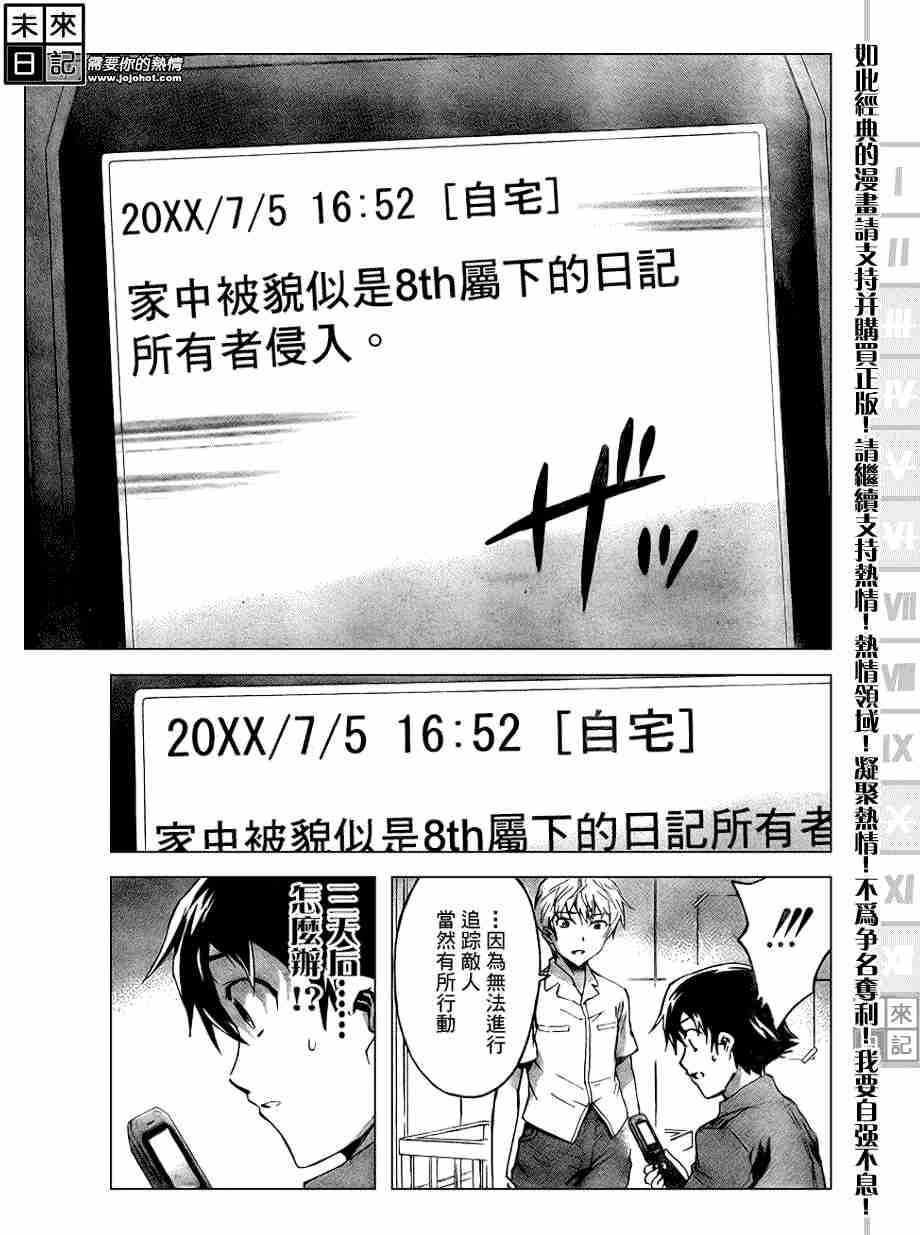 未來
日記
需要你的熱情
www.jojohot.com
20XX/7/5 16:52 [自宅]
家中被貌似是8th屬下的日記
所有者侵入。
ザッ
20XX/7/5 16:52 [自宅]
家中被貌似是8th屬下的日記所有者
!!!
…因為無法進行
追踪敵人
當然有所行動
三天后……
怎麼辦!?
如此經典的漫畫請支持并購買正版！請繼續支持熱情！熱情領域！凝聚熱情！不爲争名奪利！我要自强不息！
I
II
III
IV
V
VI
VII
VIII
IX
X
XI
來
記